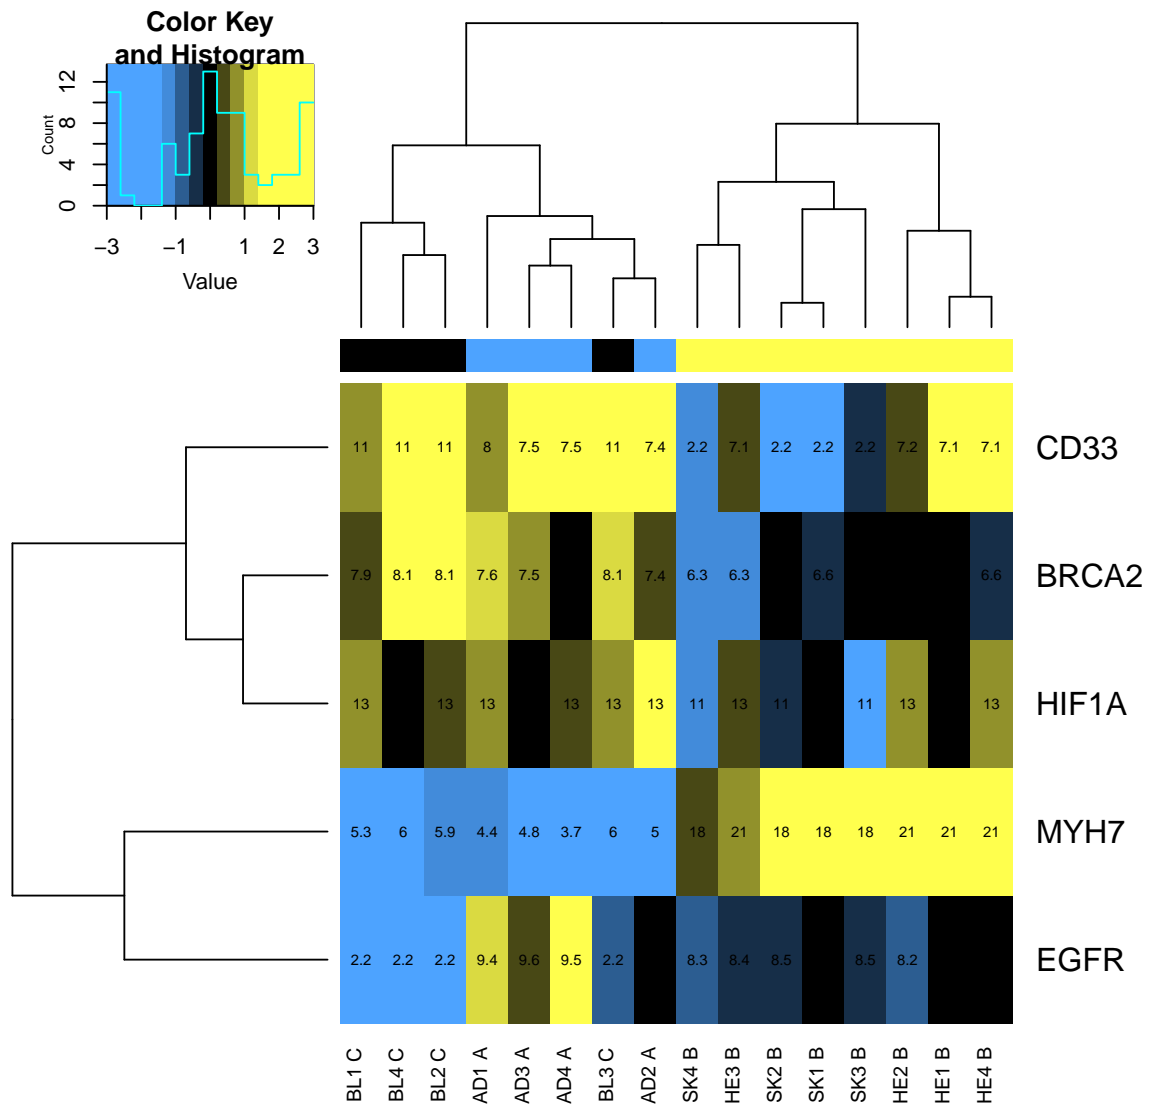 Color Key
and Histogram
Count
0 4 8 12
−3 −1 1 3
Value
11 11 11 8 7.5 7.5 11 7.4 2.2 7.1 2.2 2.2 2.2 7.2 7.1 7.1 CD33
7.9 8.1 8.1 7.6 7.5 8.1 7.4 6.3 6.3 6.6 6.6 BRCA2
13 13 13 13 13 13 11 13 11 11 13 13 HIF1A
5.3 6 5.9 4.4 4.8 3.7 6 5 18 21 18 18 18 21 21 21 MYH7
2.2 2.2 2.2 9.4 9.6 9.5 2.2 8.3 8.4 8.5 8.5 8.2 EGFR
BL1 C BL4 C BL2 C AD1 A AD3 A AD4 A BL3 C AD2 A SK4 B HE3 B SK2 B SK1 B SK3 B HE2 B HE1 B HE4 B